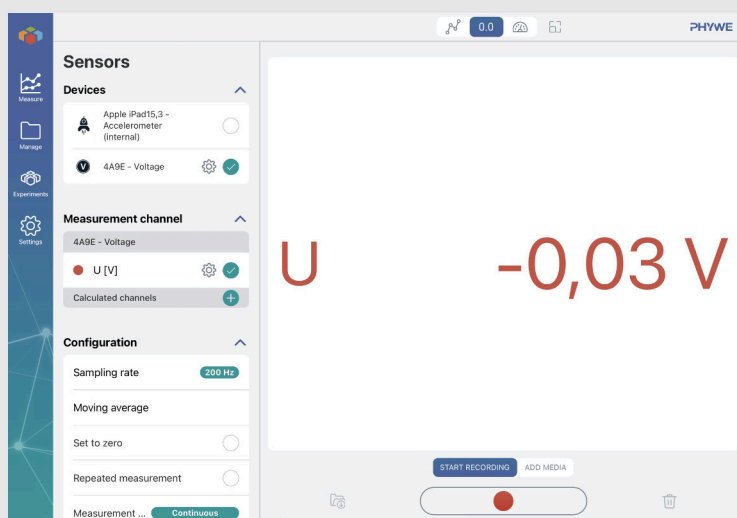 0.0
PHYWE
Sensors
Measure
Devices
Apple iPad15,3 -
Accelerometer
(internal)
Manage
V
4A9E - Voltage
Experiments
Measurement channel
Settings
4A9E - Voltage
U [V]
U -0,03 V
Calculated channels
Configuration
Sampling rate 200 Hz
Moving average
Set to zero
Repeated measurement
START RECORDING ADD MEDIA
Measurement ... Continuous